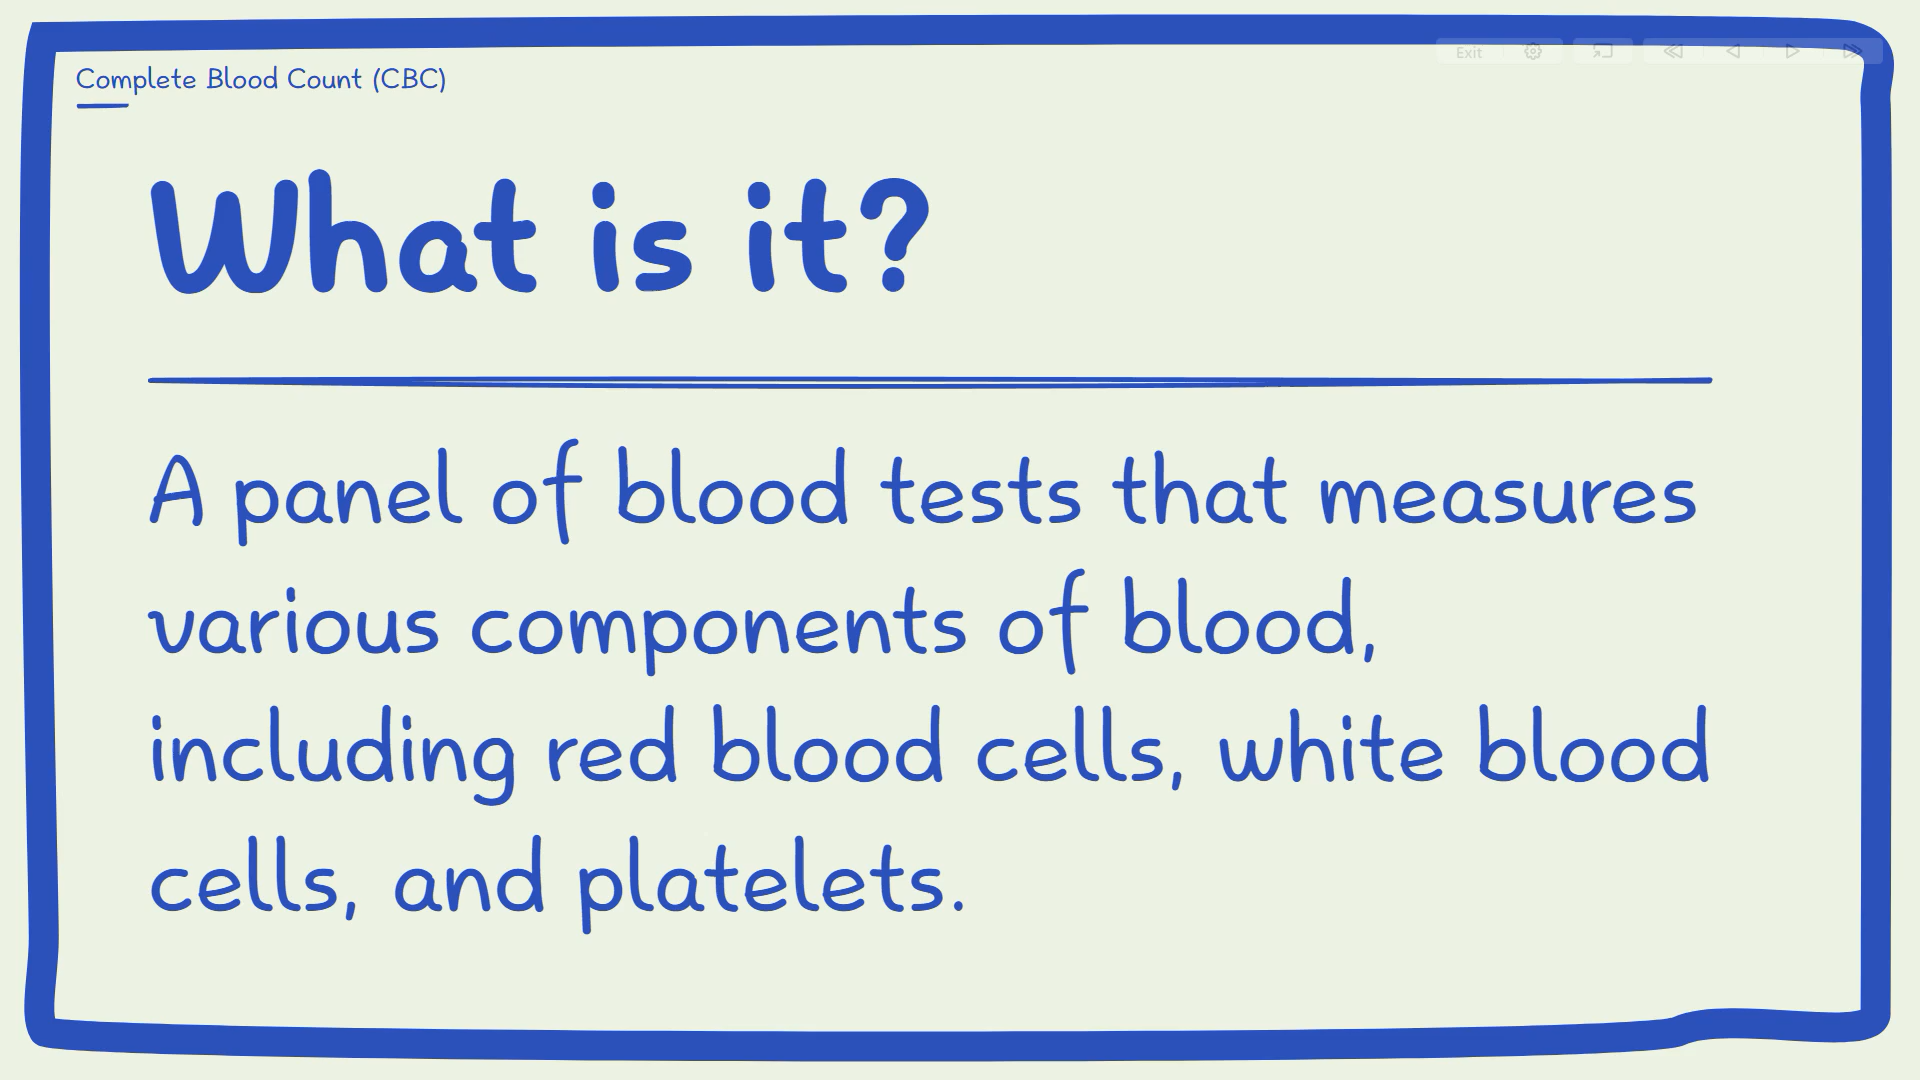 Exit
Complete Blood Count (CBC)
What is it?
A panel of blood tests that measures
various components of blood,
including red blood cells, white blood
cells, and platelets.